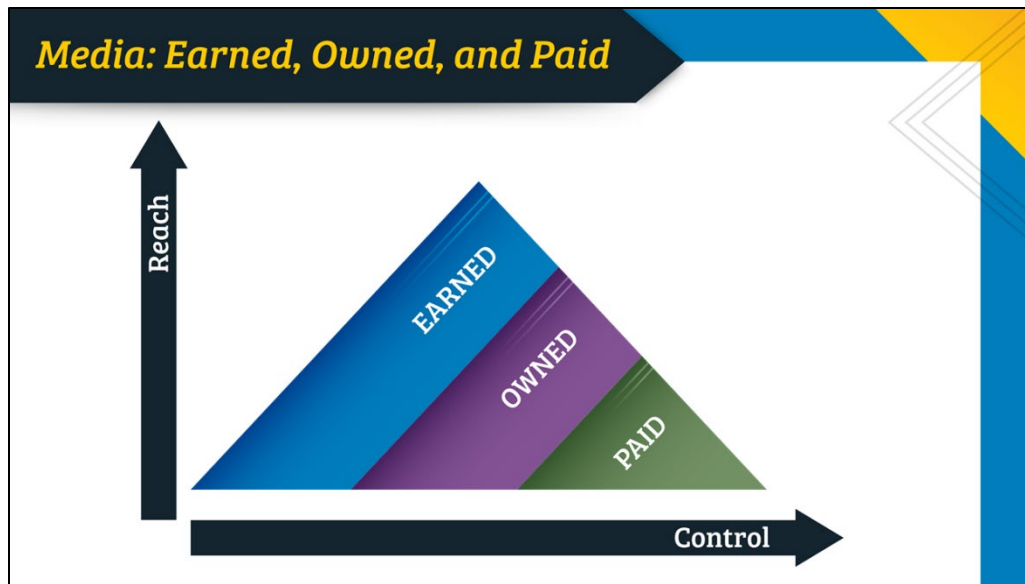 Media: Earned, Owned, and Paid
Reach
EARNED
OWNED
PAID
Control